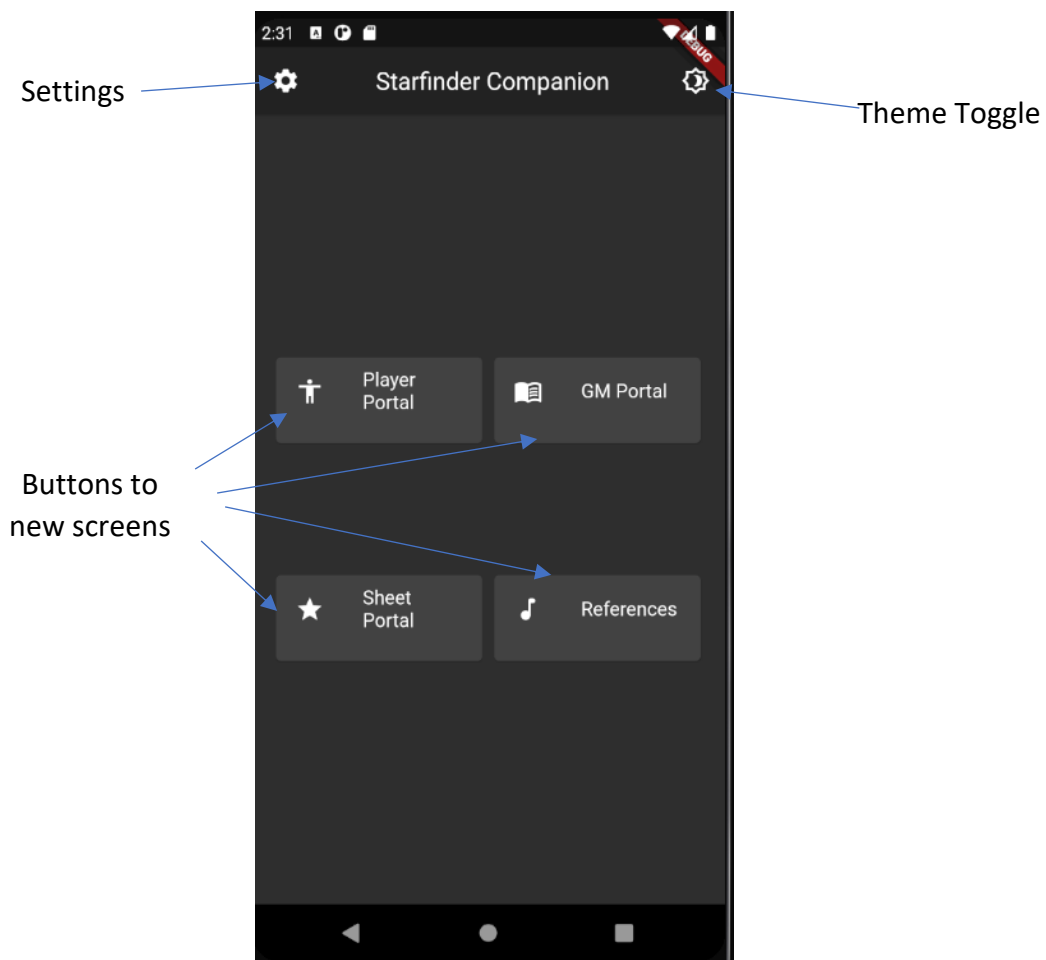 2:31
DEBUG
Settings
Starfinder Companion
Theme Toggle
Player
Portal
GM Portal
Buttons to
new screens
Sheet
Portal
References